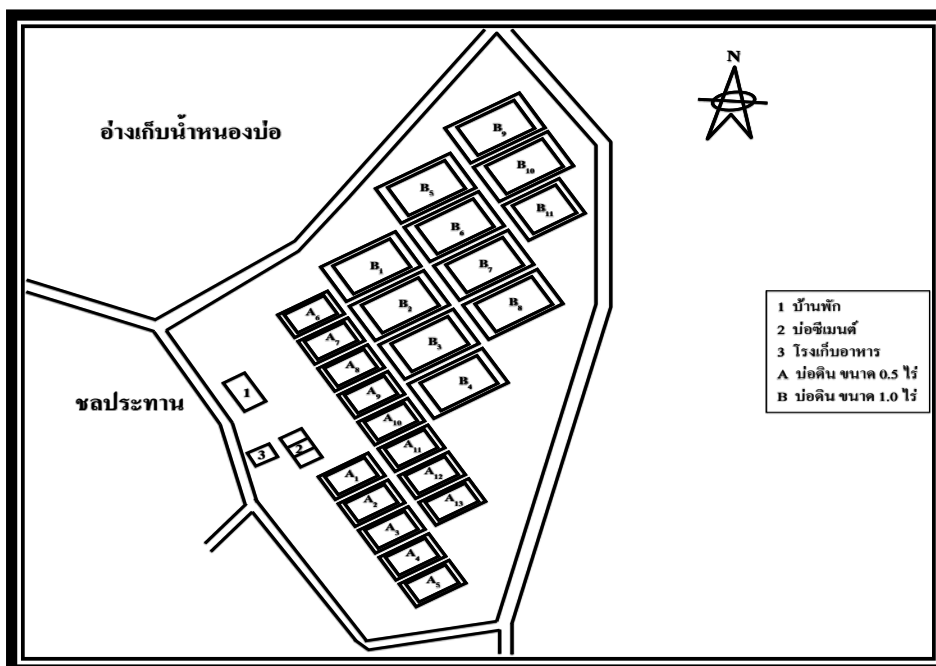 N
อ่างเก็บน้ำหนองบ่อ
B9
B10
B5
B11
B6
B1
B7
B2
B8
A6
A7
B3
A8
B4
A9
1
A10
ชลประทาน
A11
2
3
A1
A12
A2
A13
A3
A4
A5
1 บ้านพัก
2 บ่อซีเมนต์
3 โรงเก็บอาหาร
A บ่อดิน ขนาด 0.5 ไร่
B บ่อดิน ขนาด 1.0 ไร่